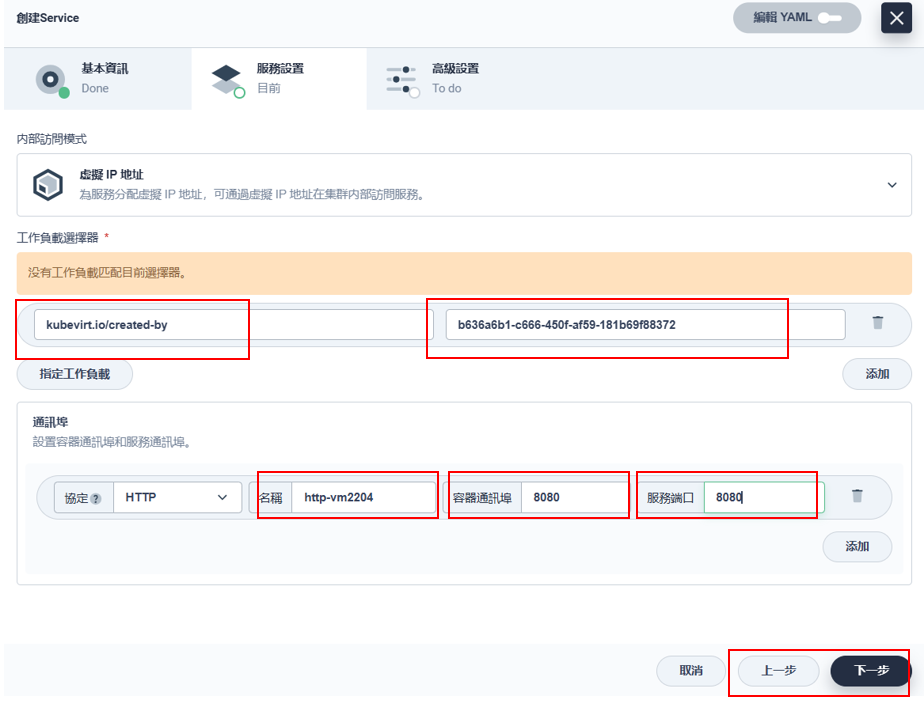 創建Service
編輯 YAML
基本資訊
Done
服務設置
目前
高級設置
To do
内部訪問模式
虛擬 IP 地址
為服務分配虛擬 IP 地址，可通過虛擬 IP 地址在集群内部訪問服務。
工作負載選擇器 *
没有工作負載匹配目前選擇器。
kubevirt.io/created-by
b636a6b1-c666-450f-af59-181b69f88372
指定工作負載
添加
通訊埠
設置容器通訊埠和服務通訊埠。
協定 ? HTTP 名稱 http-vm2204 容器通訊埠 8080 服務端口 8080
添加
取消 上一步 下一步